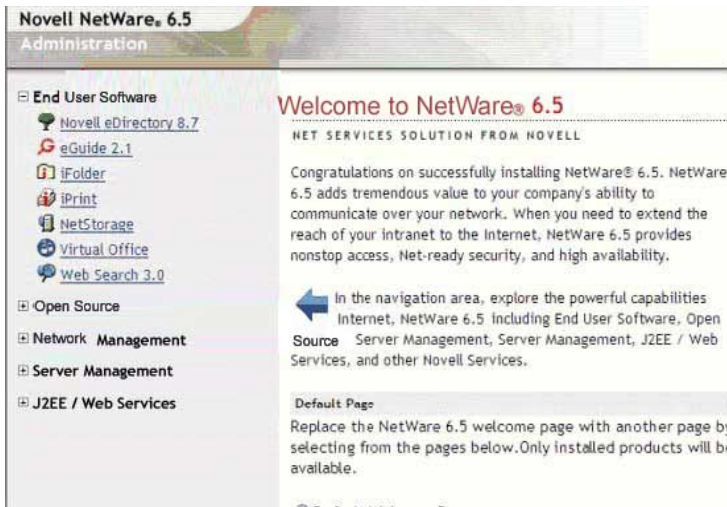 Novell NetWare® 6.5
Administration
End User Software
Novell eDirectory 8.7
eGuide 2.1
iFolder
iPrint
NetStorage
Virtual Office
Web Search 3.0
Open Source
Network Management
Server Management
J2EE / Web Services
Welcome to NetWare® 6.5
NET SERVICES SOLUTION FROM NOVELL
Congratulations on successfully installing NetWare® 6.5. NetWare
6.5 adds tremendous value to your company's ability to
communicate over your network. When you need to extend the
reach of your intranet to the Internet, NetWare 6.5 provides
nonstop access, Net-ready security, and high availability.
In the navigation area, explore the powerful capabilities
Internet, NetWare 6.5 including End User Software, Open
Source Server Management, Server Management, J2EE / Web
Services, and other Novell Services.
Default Page
Replace the NetWare 6.5 welcome page with another page by
selecting from the pages below.Only installed products will be
available.